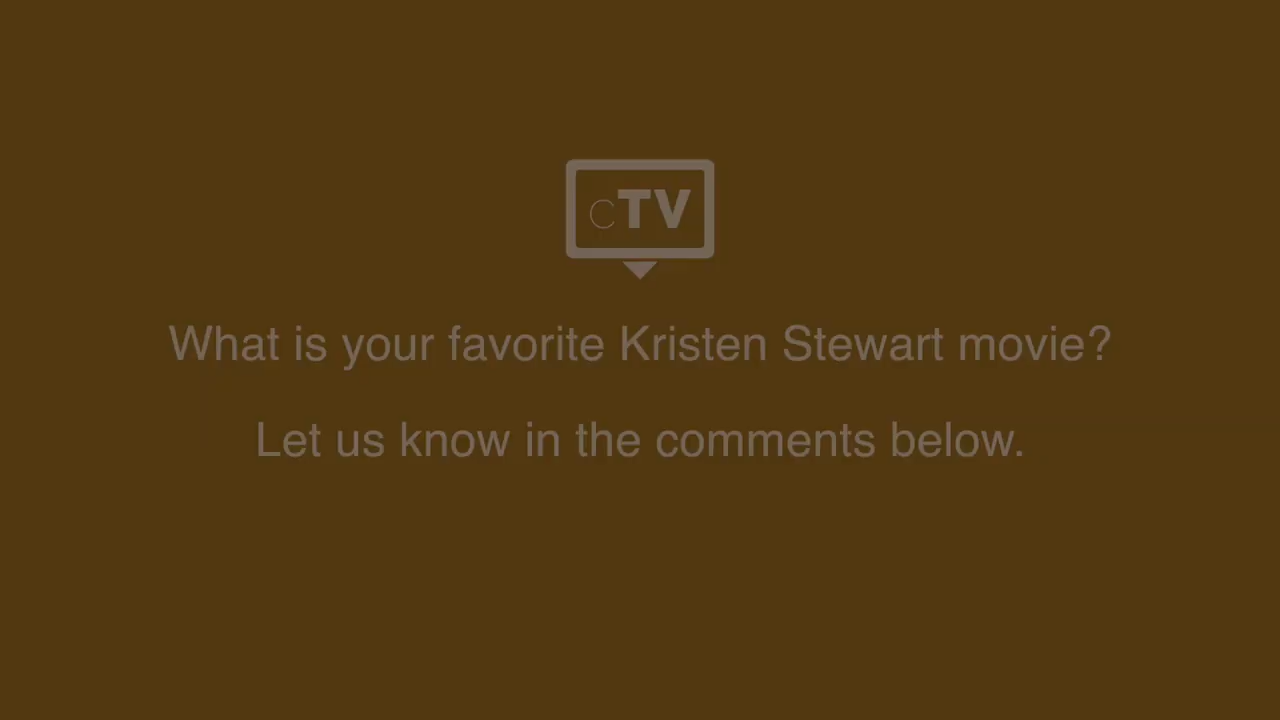 cTV
What is your favorite Kristen Stewart movie?
Let us know in the comments below.